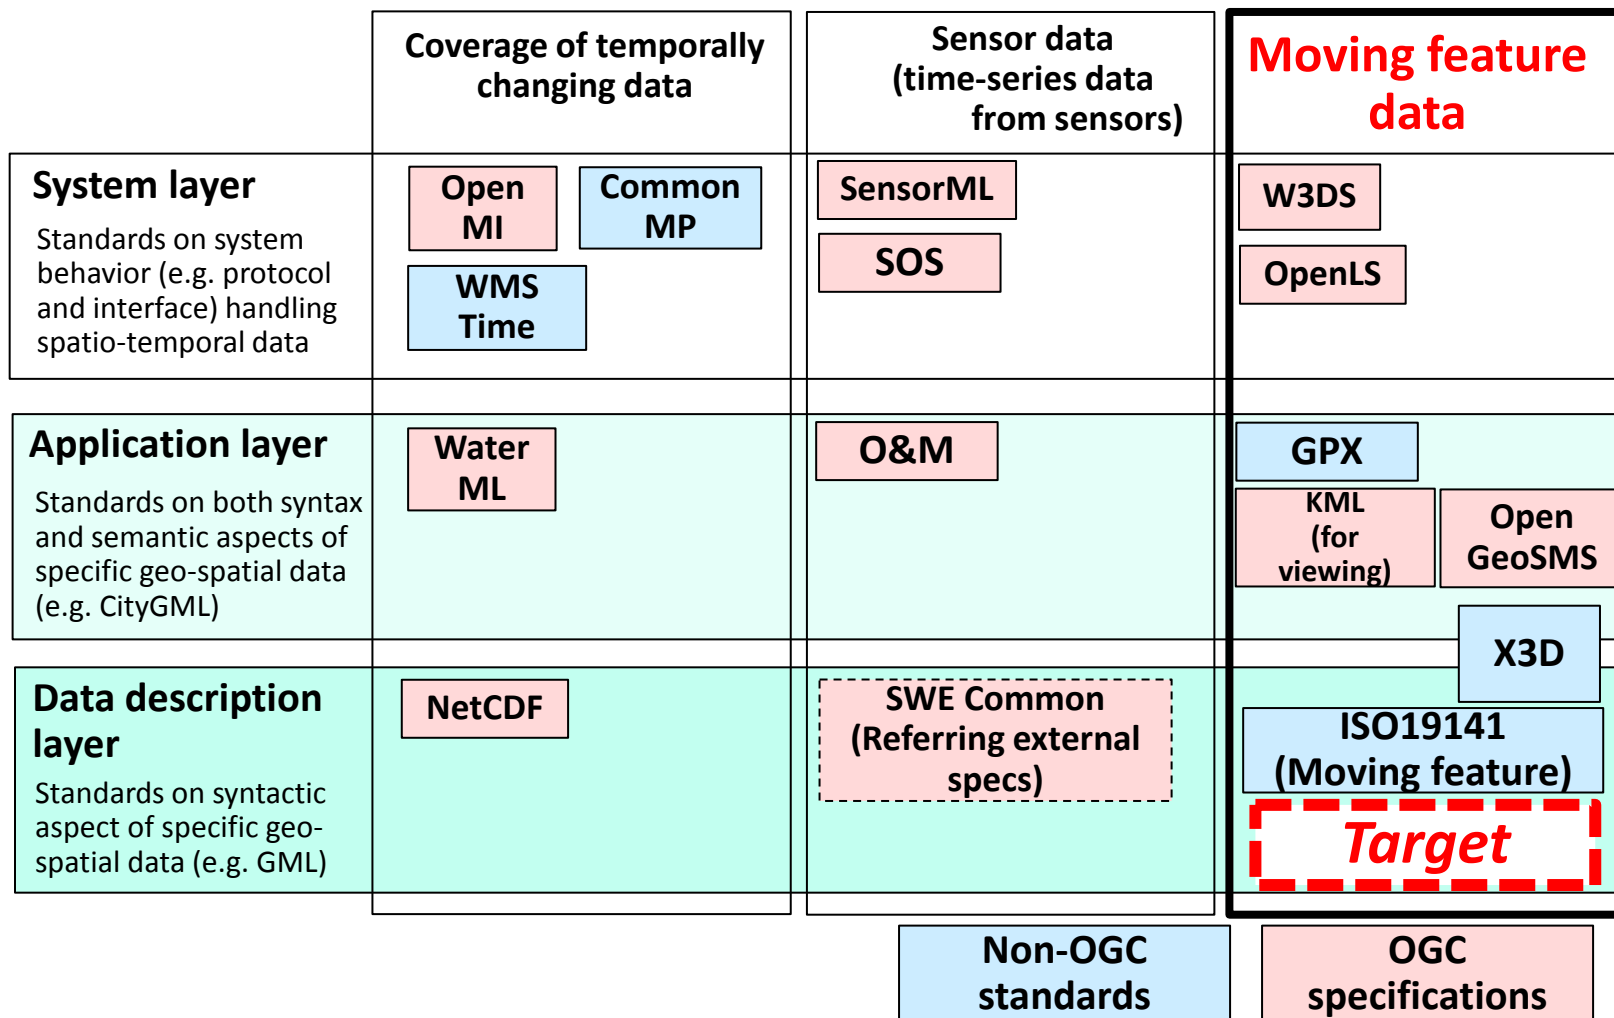 Coverage of temporally
changing data
Sensor data
(time-series data
from sensors)
Moving feature
data
System layer
Standards on system
behavior (e.g. protocol
and interface) handling
spatio-temporal data
Open
MI
Common
MP
WMS
Time
SensorML
SOS
W3DS
OpenLS
Application layer
Standards on both syntax
and semantic aspects of
specific geo-spatial data
(e.g. CityGML)
Water
ML
O&M
GPX
KML
(for
viewing)
Open
GeoSMS
X3D
Data description
layer
Standards on syntactic
aspect of specific geo-
spatial data (e.g. GML)
NetCDF
SWE Common
(Referring external
specs)
ISO19141
(Moving feature)
Target
Non-OGC
standards
OGC
specifications